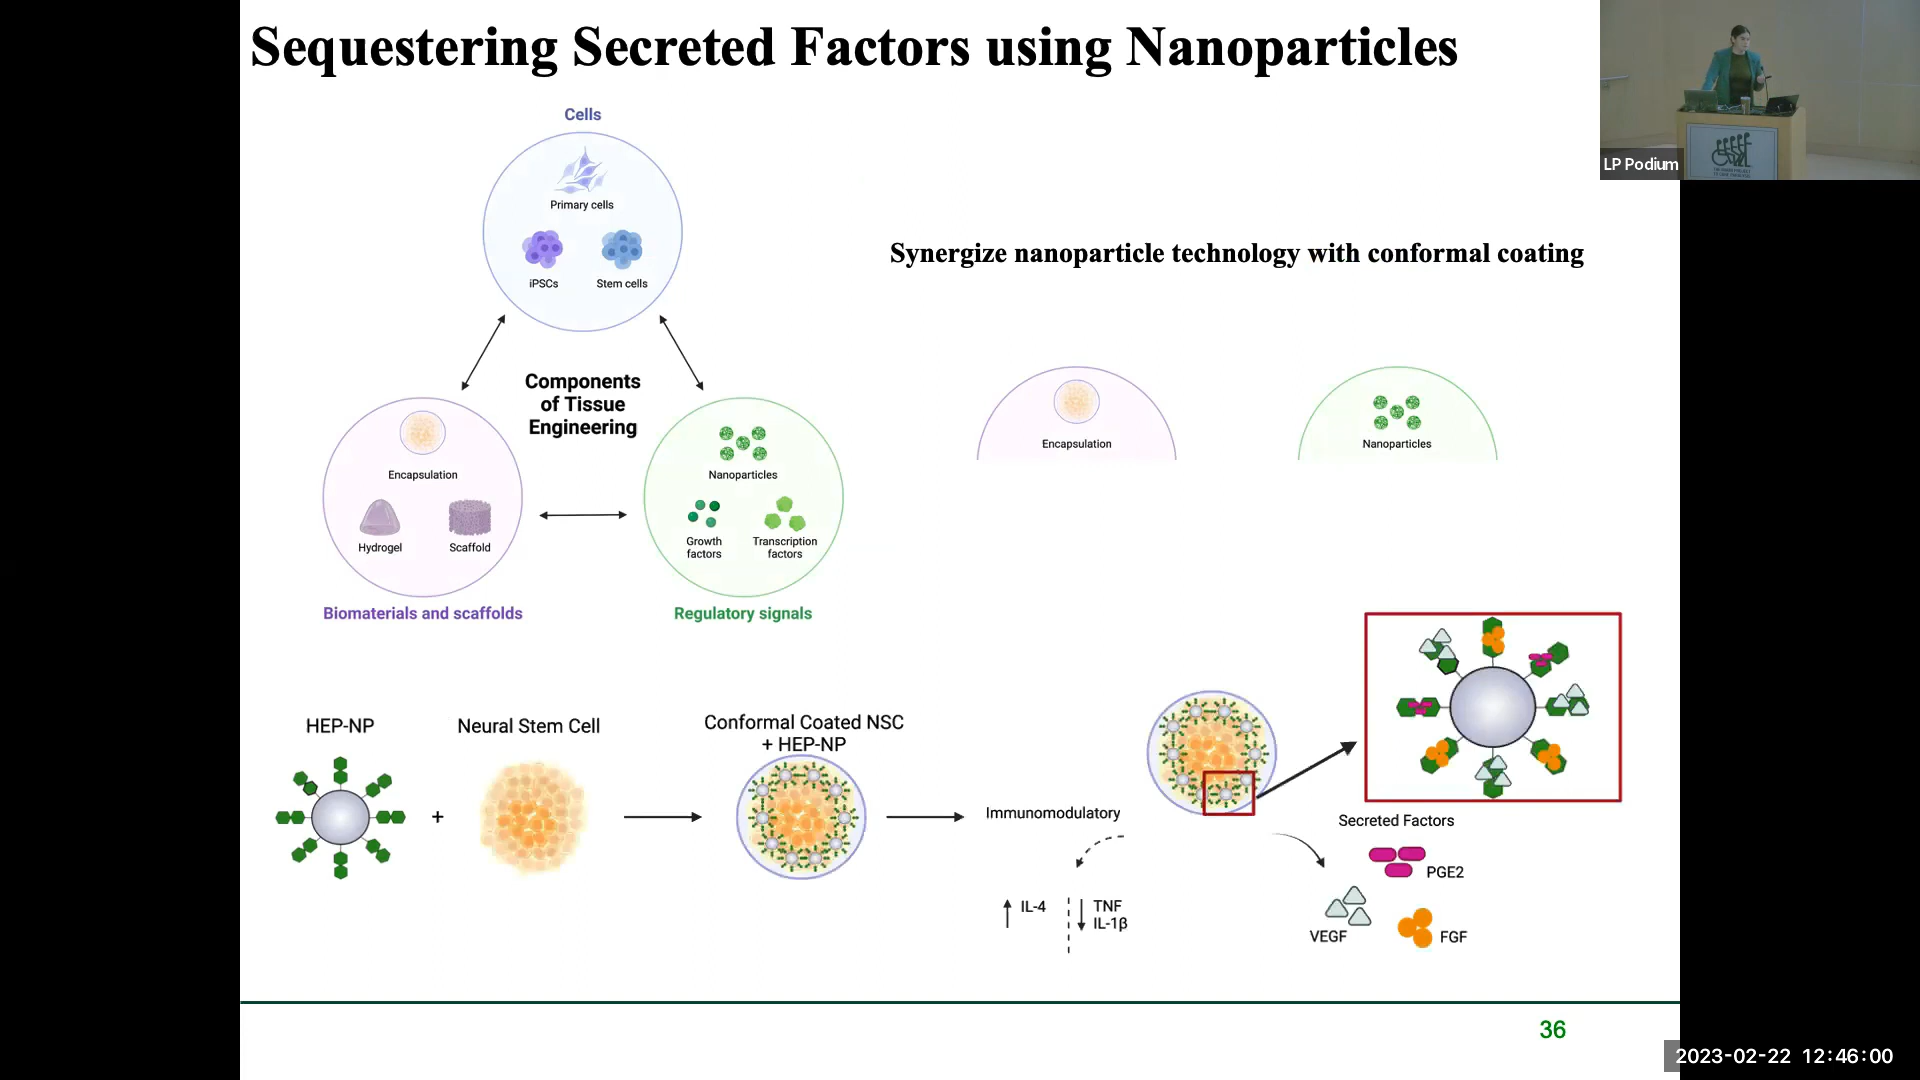 Sequestering Secreted Factors using Nanoparticles
LP Podium
Cells
Primary cells
iPSCs
Stem cells
Components
of Tissue
Engineering
Encapsulation
Hydrogel
Scaffold
Biomaterials and scaffolds
Nanoparticles
Growth
factors
Transcription
factors
Regulatory signals
Synergize nanoparticle technology with conformal coating
Encapsulation
Nanoparticles
HEP-NP
+
Neural Stem Cell
Conformal Coated NSC
+ HEP-NP
Immunomodulatory
IL-4
TNF
IL-1β
Secreted Factors
PGE2
VEGF
FGF
36
2023-02-22 12:46:00